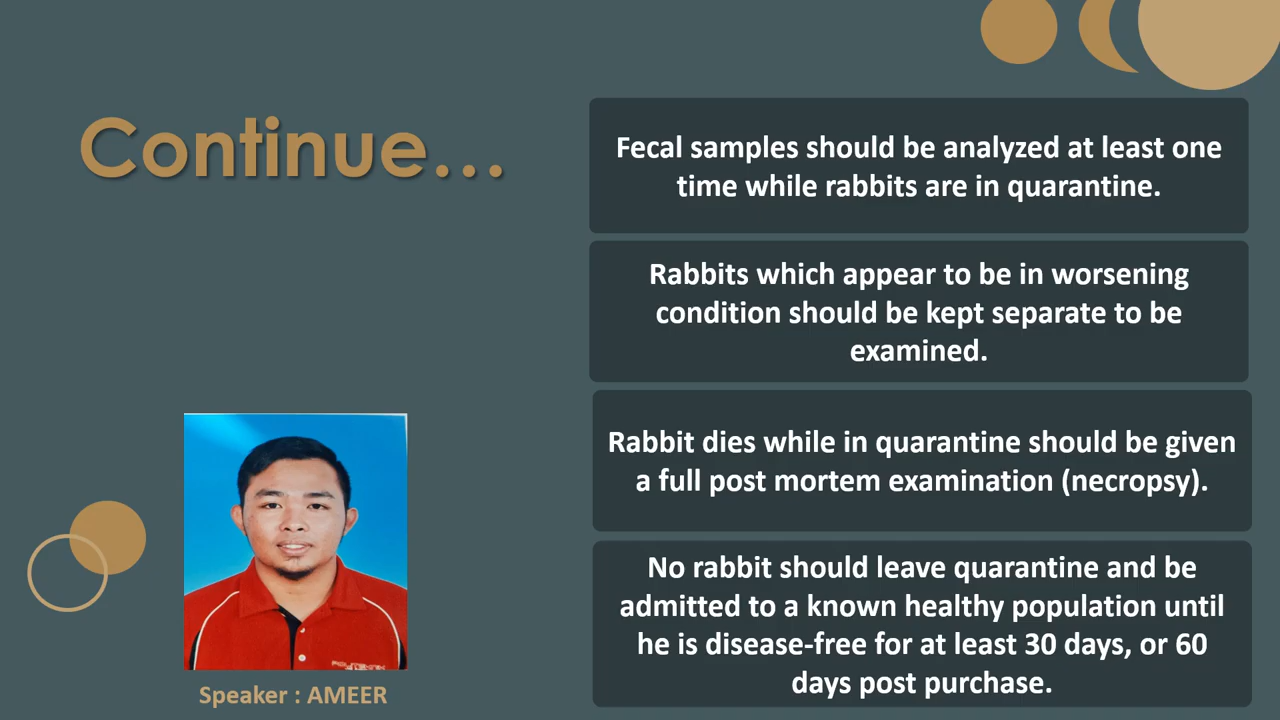 Continue...
Fecal samples should be analyzed at least one
time while rabbits are in quarantine.
Rabbits which appear to be in worsening
condition should be kept separate to be
examined.
Rabbit dies while in quarantine should be given
a full post mortem examination (necropsy).
No rabbit should leave quarantine and be
admitted to a known healthy population until
he is disease-free for at least 30 days, or 60
days post purchase.
POLITEKNIK
Speaker : AMEER